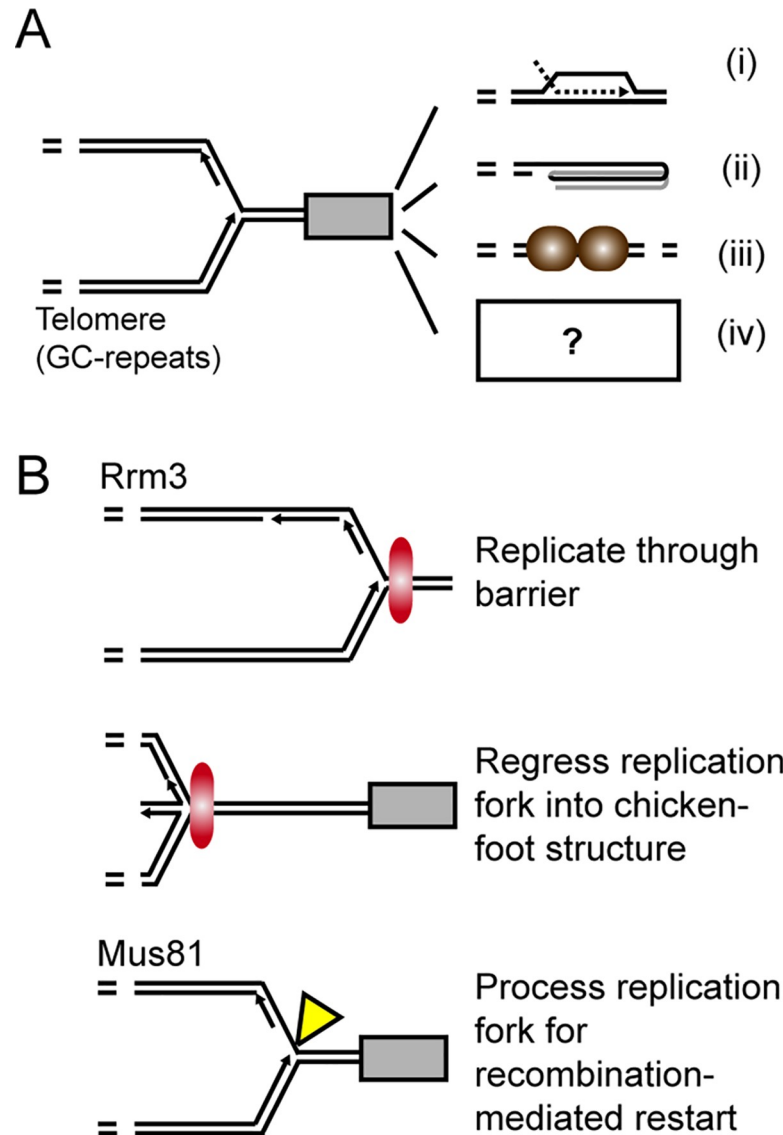 A
(i)
(ii)
(iii)
?
(iv)
Telomere
(GC-repeats)
B
Rrm3
Replicate through
barrier
Regress replication
fork into chicken-
foot structure
Mus81
Process replication
fork for
recombination-
mediated restart